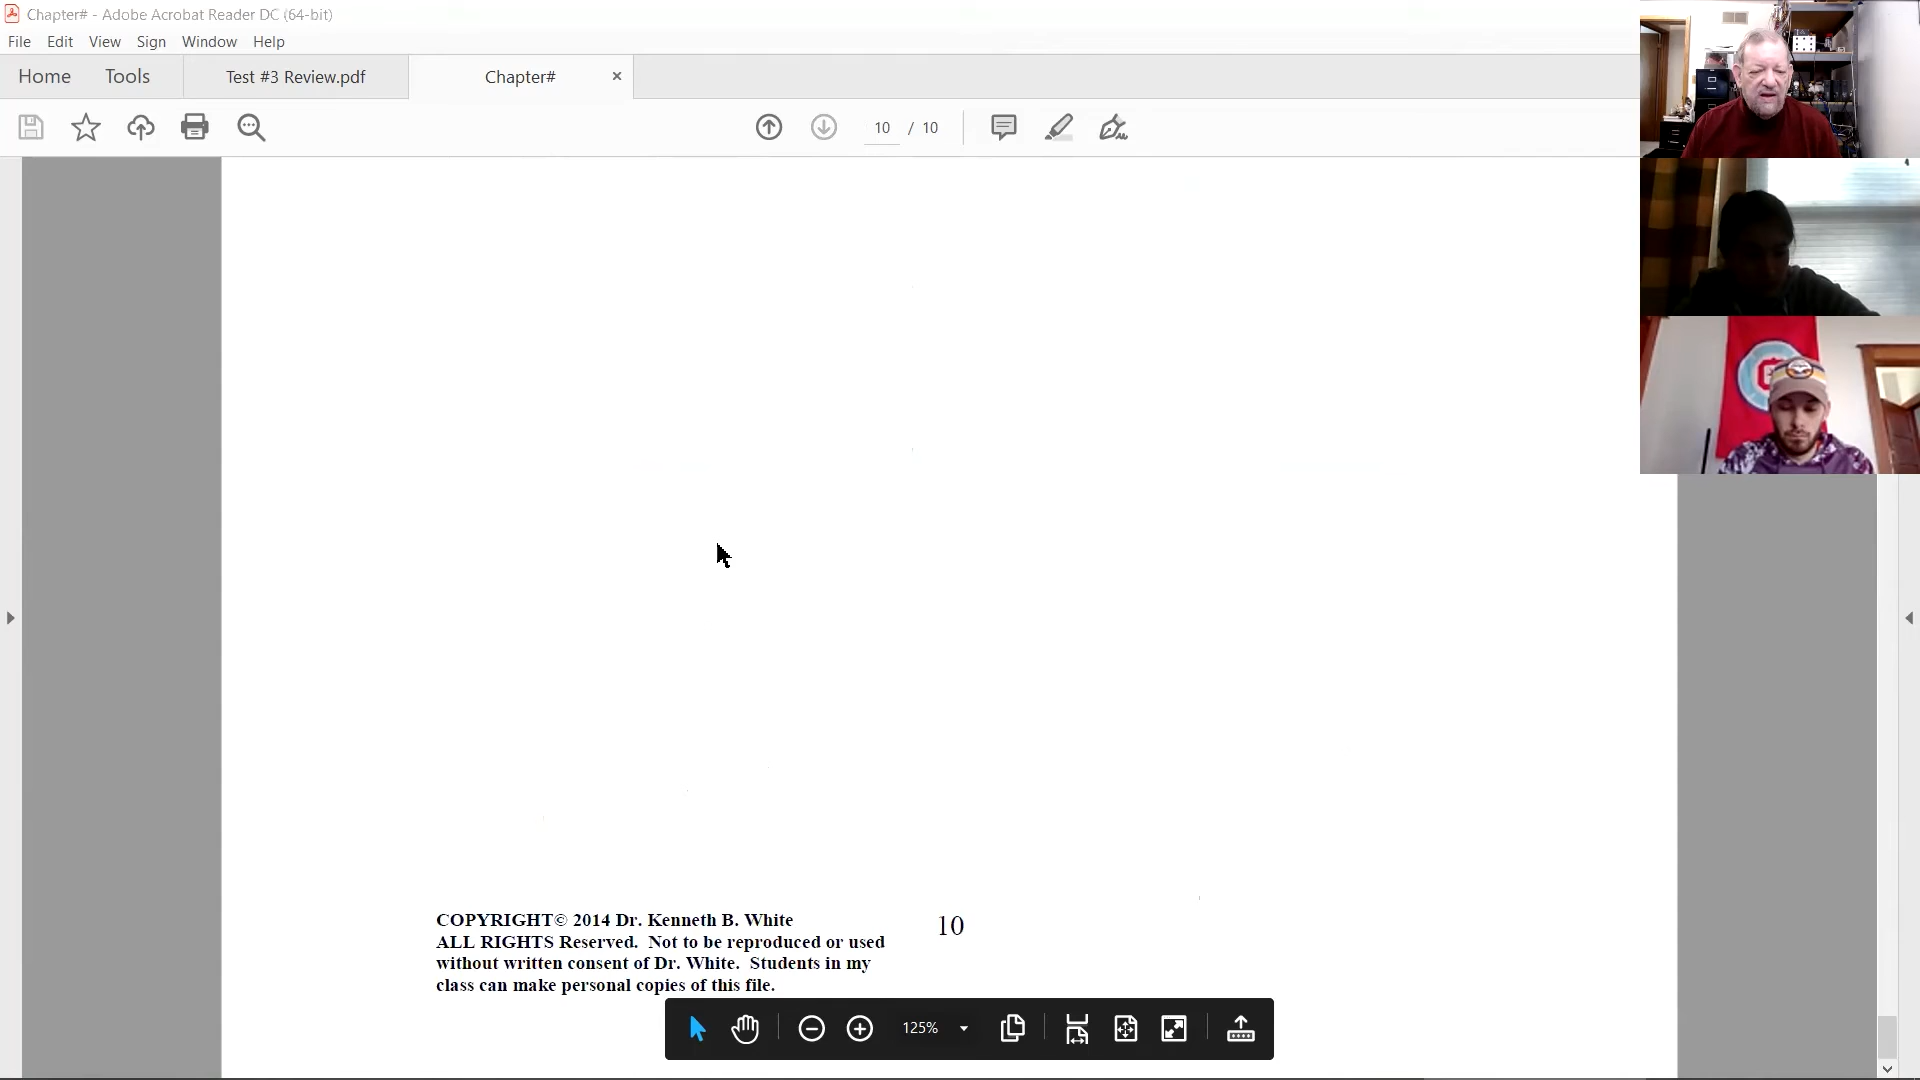 Chapter# - Adobe Acrobat Reader DC (64-bit)
File Edit View Sign Window Help
Home Tools Test #3 Review.pdf Chapter# ×
10 / 10
COPYRIGHT© 2014 Dr. Kenneth B. White
ALL RIGHTS Reserved. Not to be reproduced or used
without written consent of Dr. White. Students in my
class can make personal copies of this file.
10
125%